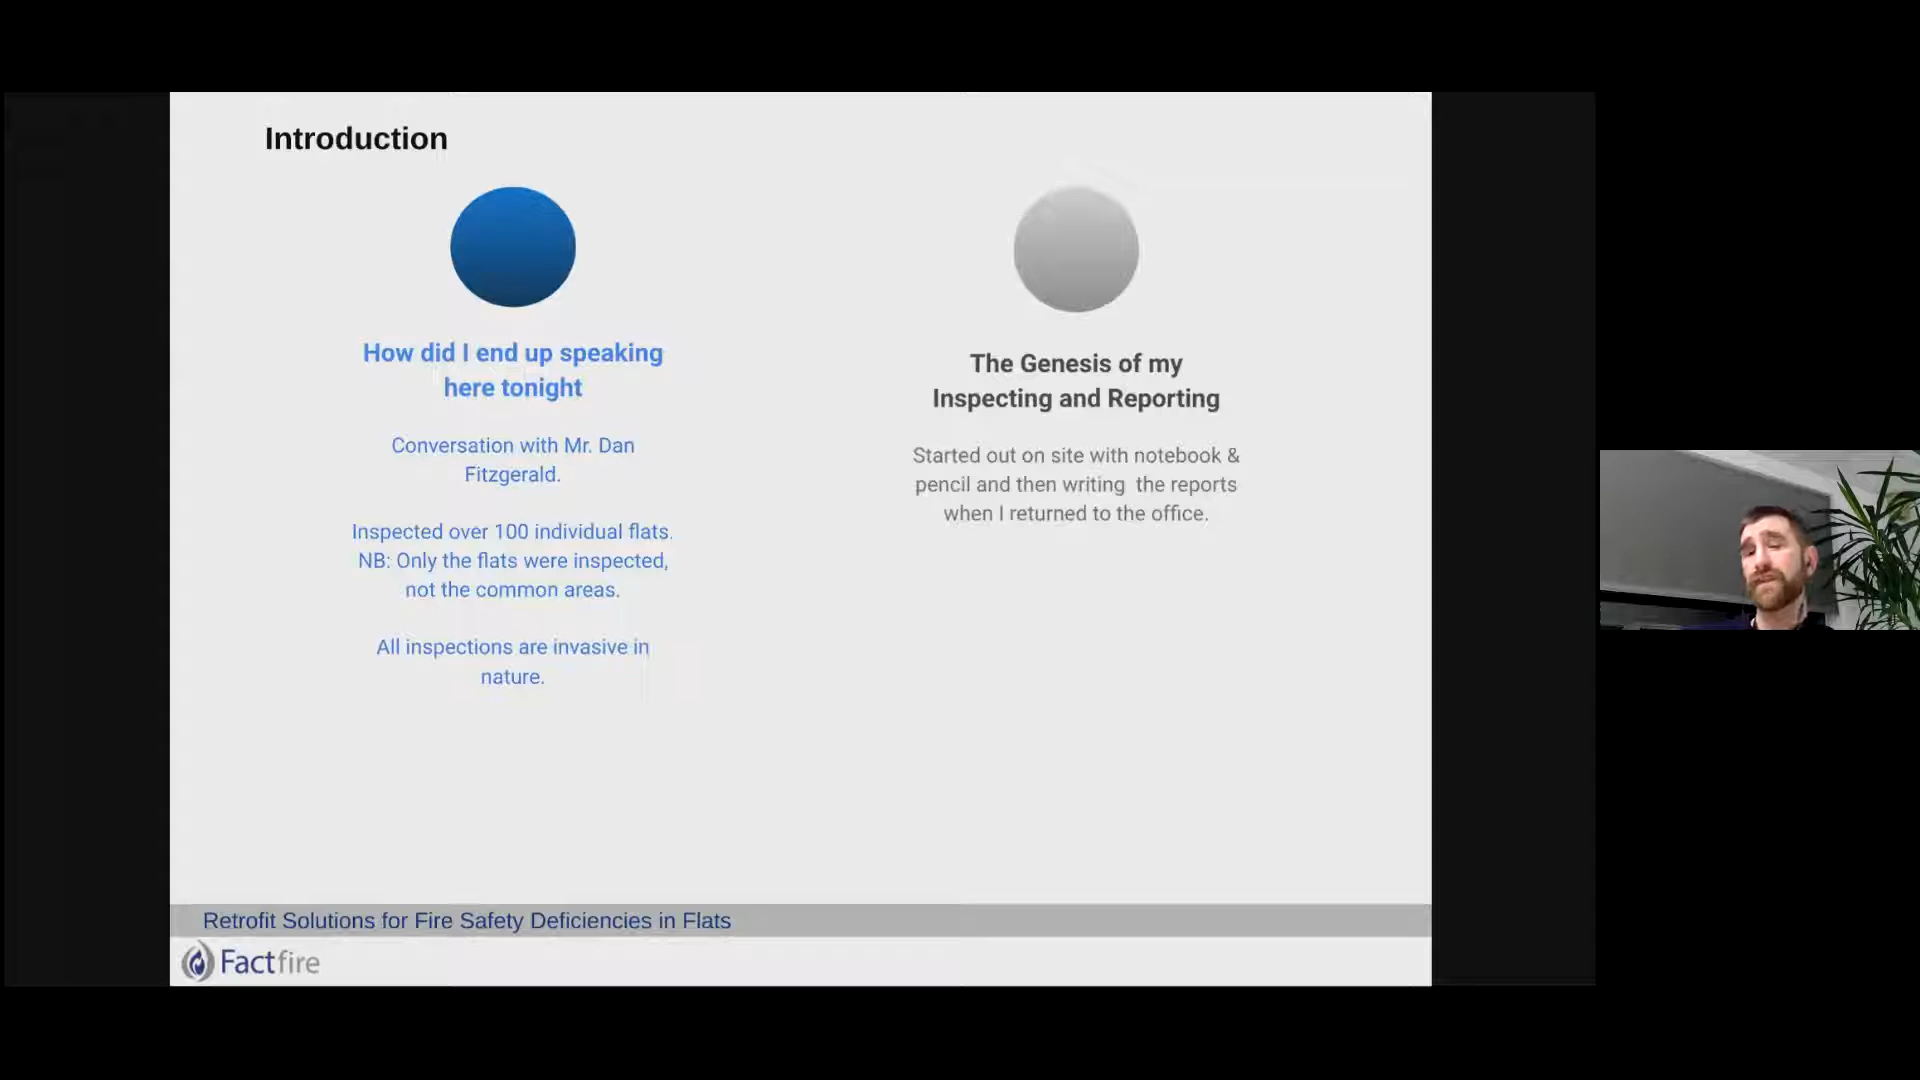 Introduction
How did I end up speaking
here tonight
Conversation with Mr. Dan
Fitzgerald.
Inspected over 100 individual flats.
NB: Only the flats were inspected,
not the common areas.
All inspections are invasive in
nature.
The Genesis of my
Inspecting and Reporting
Started out on site with notebook &
pencil and then writing the reports
when I returned to the office.
Retrofit Solutions for Fire Safety Deficiencies in Flats
Factfire